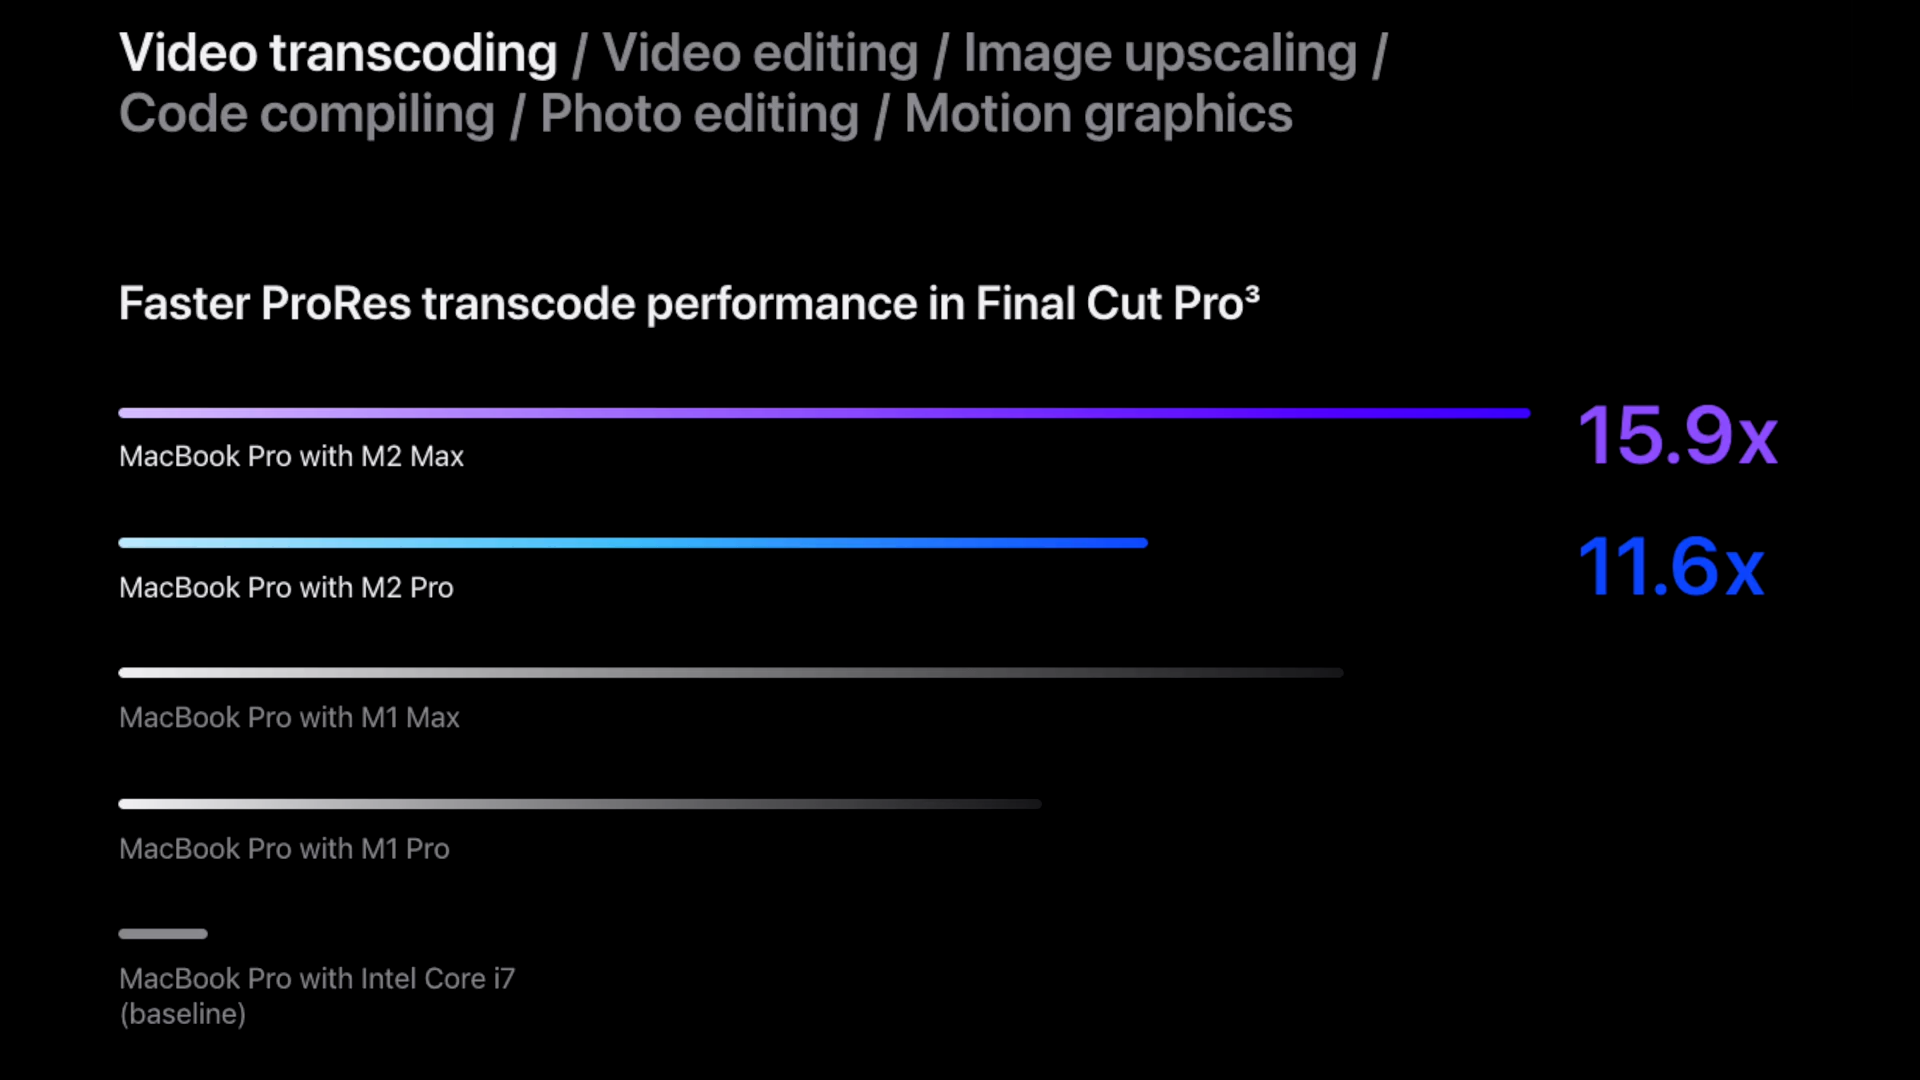 Video transcoding / Video editing / Image upscaling /
Code compiling / Photo editing / Motion graphics
Faster ProRes transcode performance in Final Cut Pro³
15.9x
MacBook Pro with M2 Max
11.6x
MacBook Pro with M2 Pro
MacBook Pro with M1 Max
MacBook Pro with M1 Pro
MacBook Pro with Intel Core i7
(baseline)